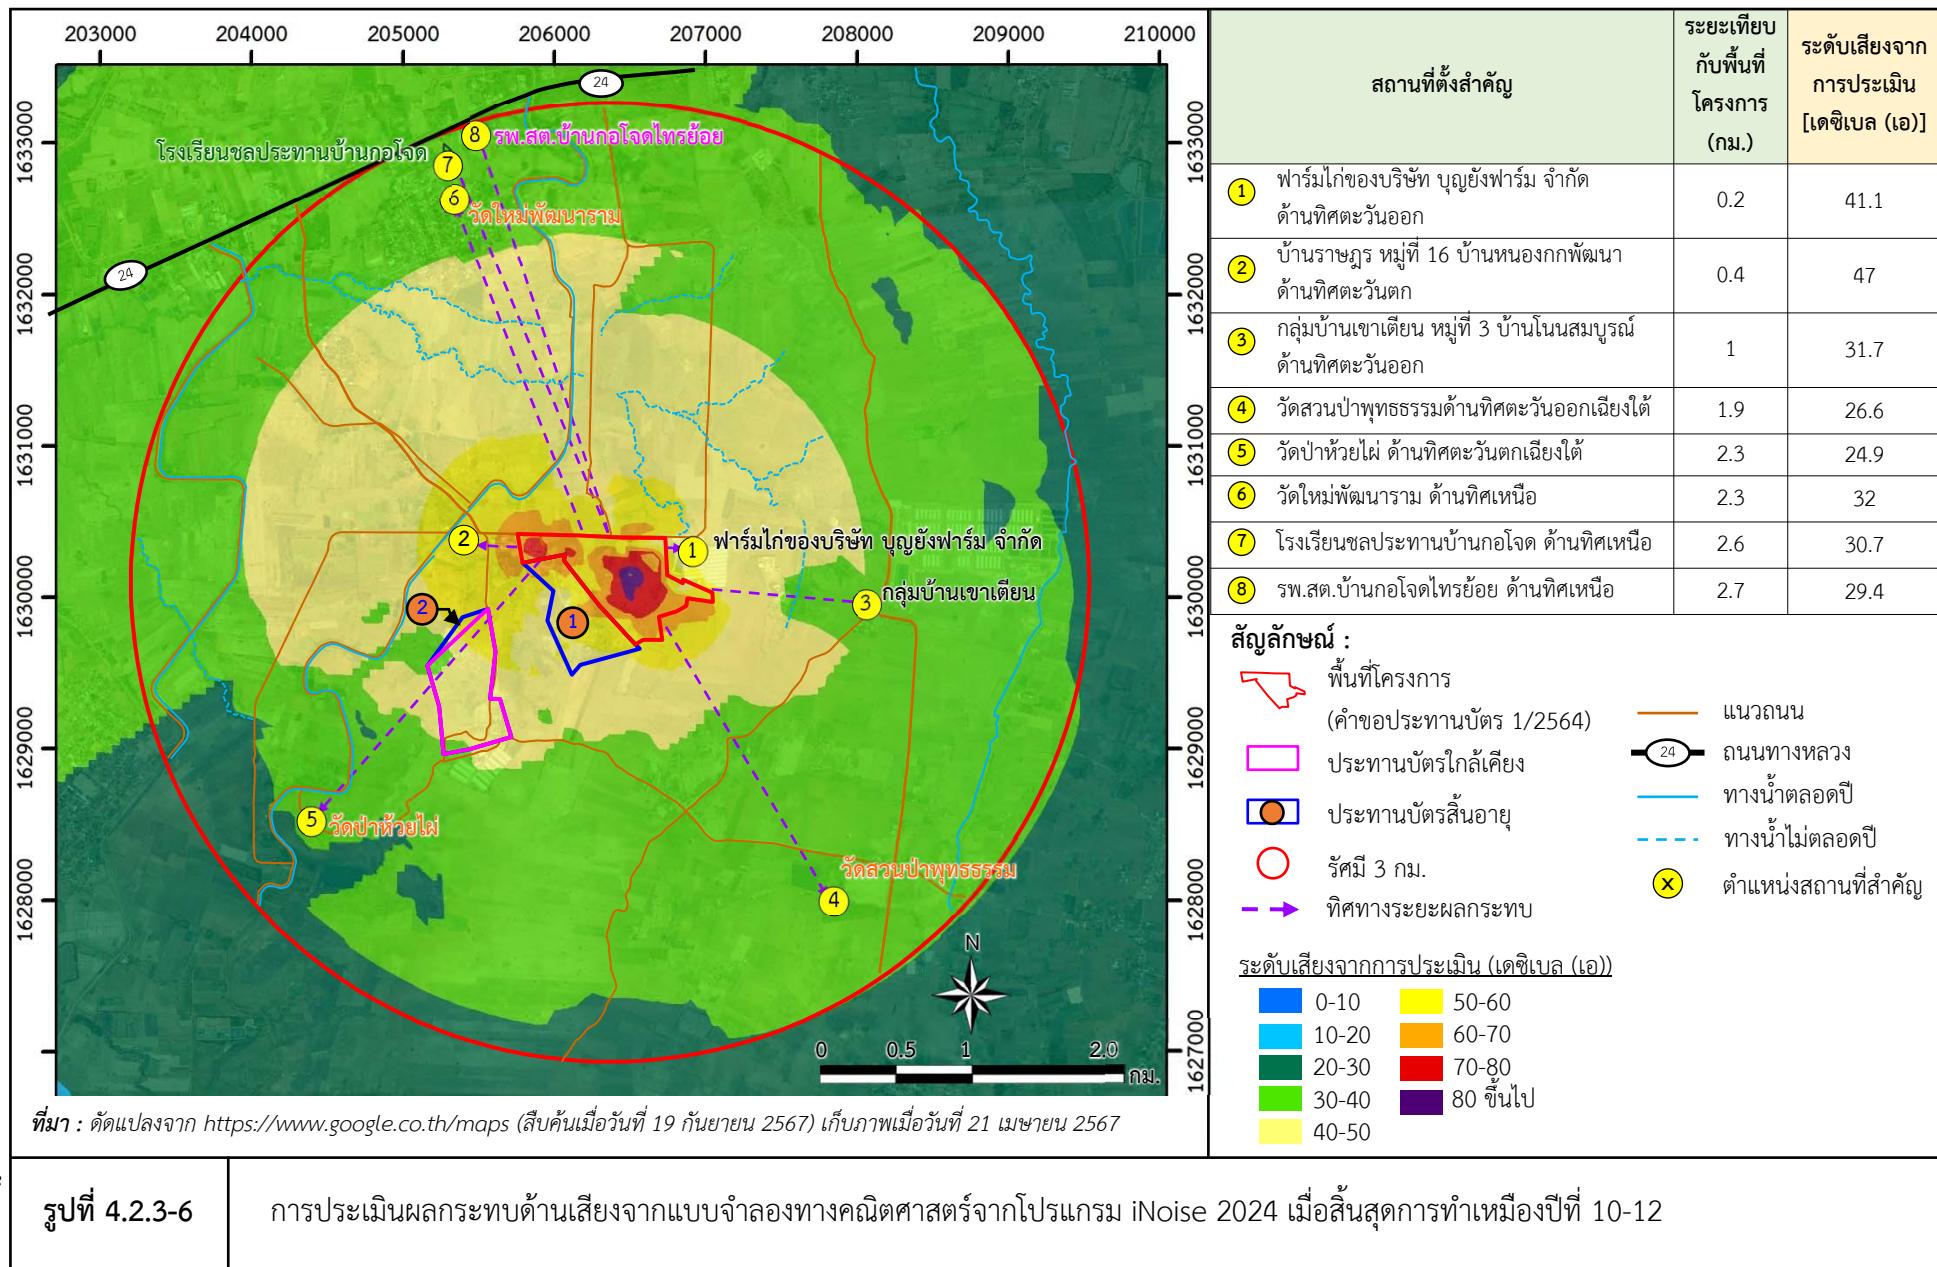 203000 204000 205000 206000 207000 208000 209000 210000
1633000
1632000
1631000
1630000
1629000
1628000
1633000
1632000
1631000
1630000
1629000
1628000
1627000
24
24
8 รพ.สต.บ้านกอโจดไทรย้อย
โรงเรียนชลประทานบ้านกอโจด 7
6 วัดใหม่พัฒนาราม
2
1 ฟาร์มไก่ของบริษัท บุญยังฟาร์ม จำกัด
กลุ่มบ้านเขาเตียน
3
2
1
5 วัดป่าห้วยไผ่
วัดสวนป่าพุทธธรรม
4
N
0 0.5 1 2.0
กม.
ที่มา : ดัดแปลงจาก https://www.google.co.th/maps (สืบค้นเมื่อวันที่ 19 กันยายน 2567) เก็บภาพเมื่อวันที่ 21 เมษายน 2567
สถานที่ตั้งสำคัญ
ระยะเทียบ
กับพื้นที่
โครงการ
(กม.)
ระดับเสียงจาก
การประเมิน
[เดซิเบล (เอ)]
1 ฟาร์มไก่ของบริษัท บุญยังฟาร์ม จำกัด
ด้านทิศตะวันออก 0.2 41.1
2 บ้านราษฎร หมู่ที่ 16 บ้านหนองกกพัฒนา
ด้านทิศตะวันตก 0.4 47
3 กลุ่มบ้านเขาเตียน หมู่ที่ 3 บ้านโนนสมบูรณ์
ด้านทิศตะวันออก 1 31.7
4 วัดสวนป่าพุทธธรรมด้านทิศตะวันออกเฉียงใต้ 1.9 26.6
5 วัดป่าห้วยไผ่ ด้านทิศตะวันตกเฉียงใต้ 2.3 24.9
6 วัดใหม่พัฒนาราม ด้านทิศเหนือ 2.3 32
7 โรงเรียนชลประทานบ้านกอโจด ด้านทิศเหนือ 2.6 30.7
8 รพ.สต.บ้านกอโจดไทรย้อย ด้านทิศเหนือ 2.7 29.4
สัญลักษณ์ :
พื้นที่โครงการ
(คำขอประทานบัตร 1/2564)
ประทานบัตรใกล้เคียง
ประทานบัตรสิ้นอายุ
รัศมี 3 กม.
ทิศทางระยะผลกระทบ
แนวถนน
24 ถนนทางหลวง
ทางน้ำตลอดปี
ทางน้ำไม่ตลอดปี
X ตำแหน่งสถานที่สำคัญ
ระดับเสียงจากการประเมิน (เดซิเบล (เอ))
0-10 50-60
10-20 60-70
20-30 70-80
30-40 80 ขึ้นไป
40-50
รูปที่ 4.2.3-6 การประเมินผลกระทบด้านเสียงจากแบบจำลองทางคณิตศาสตร์จากโปรแกรม iNoise 2024 เมื่อสิ้นสุดการทำเหมืองปีที่ 10-12